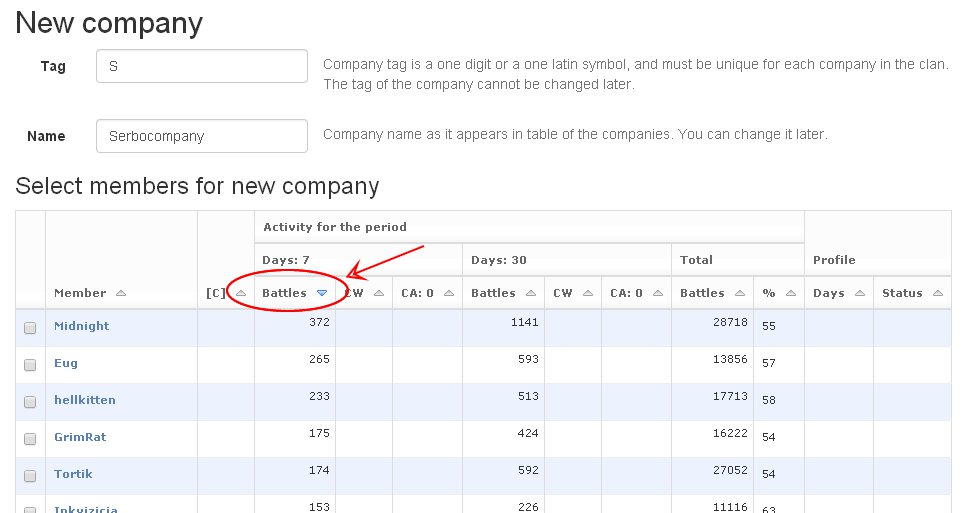 New company
Tag S Company tag is a one digit or a one latin symbol, and must be unique for each company in the clan.
The tag of the company cannot be changed later.
Name Serbocompany Company name as it appears in table of the companies. You can change it later.
Select members for new company
Activity for the period
Days: 7 Days: 30 Total Profile
Member [C] Battles CW CA: 0 Battles CW CA: 0 Battles % Days Status
Midnight 372 1141 28718 55
Eug 265 593 13856 57
hellkitten 233 513 17713 58
GrimRat 175 424 16222 54
Tortik 174 592 27052 54
Inkvizicia 153 226 11116 63